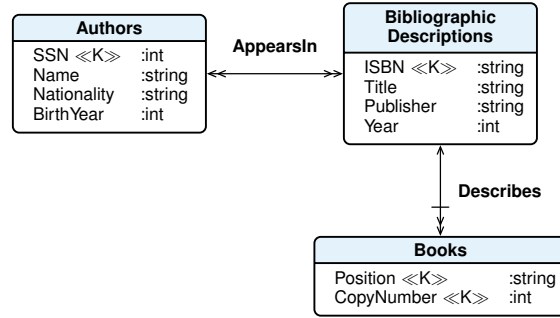 Authors
SSN ≪K≫ :int
Name :string
Nationality :string
BirthYear :int
AppearsIn
Bibliographic
Descriptions
ISBN ≪K≫ :string
Title :string
Publisher :string
Year :int
Describes
Books
Position ≪K≫ :string
CopyNumber ≪K≫ :int